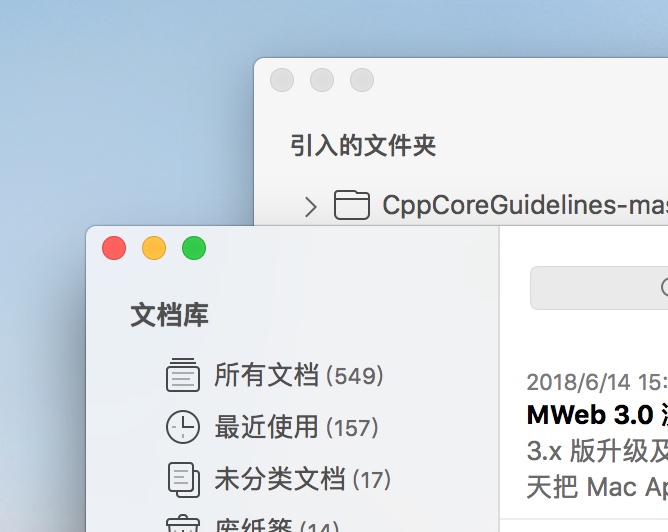 引入的文件夹
CppCoreGuidelines-mas
文档库
所有文档 (549)
最近使用 (157)
未分类文档 (17)
废纸篓 (14)
2018/6/14 15:
MWeb 3.0
3.x 版升级及
天把 Mac Ap